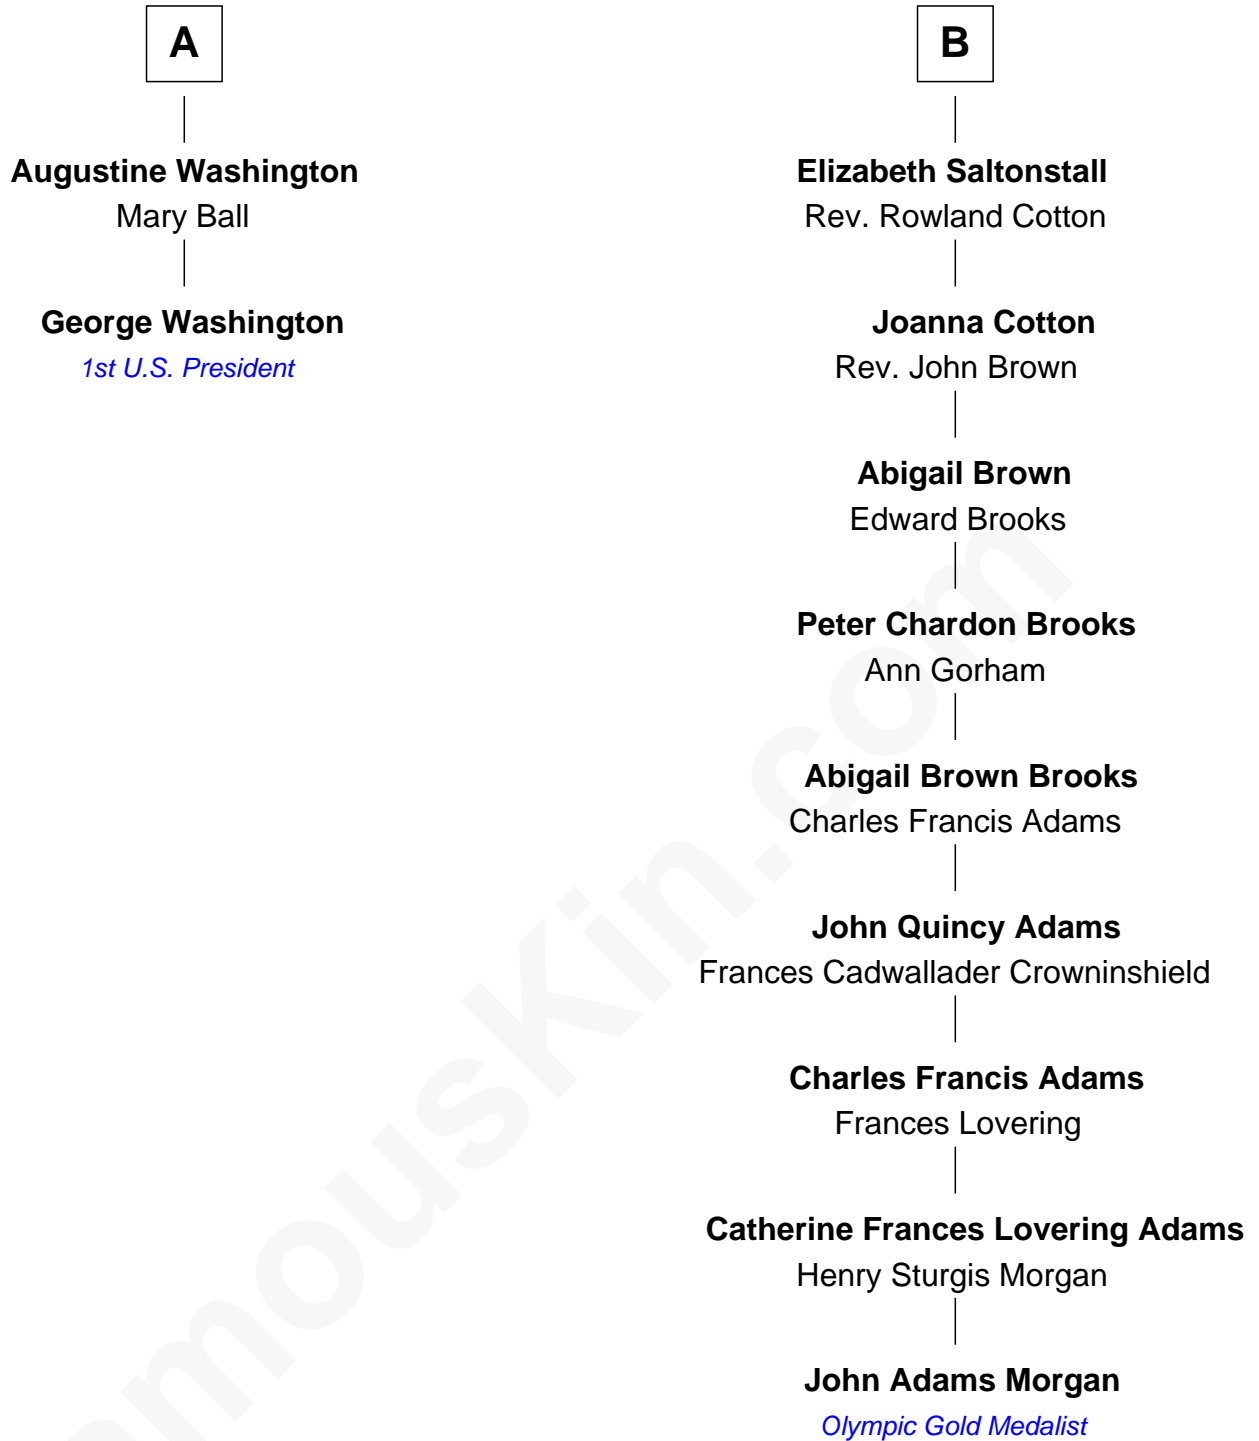 A
Augustine Washington
Mary Ball
George Washington
1st U.S. President
B
Elizabeth Saltonstall
Rev. Rowland Cotton
Joanna Cotton
Rev. John Brown
Abigail Brown
Edward Brooks
Peter Chardon Brooks
Ann Gorham
Abigail Brown Brooks
Charles Francis Adams
John Quincy Adams
Frances Cadwallader Crowninshield
Charles Francis Adams
Frances Lovering
Catherine Frances Lovering Adams
Henry Sturgis Morgan
John Adams Morgan
Olympic Gold Medalist
amouskin.com